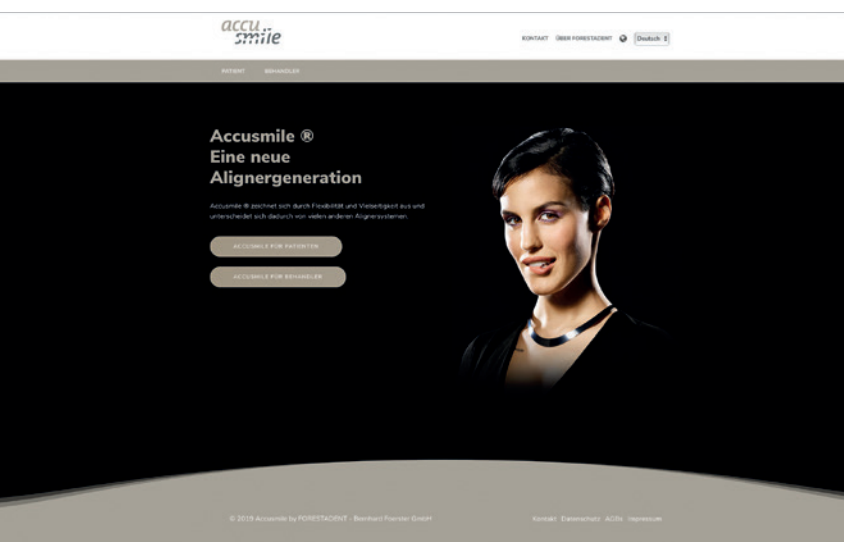 accu
smile
KONTAKT ÜBER FORESTADENT Deutsch
PATIENT BEHANDLER
Accusmile ®
Eine neue
Alignergeneration
Accusmile ® zeichnet sich durch Flexibilität und Vielseitigkeit aus und
unterscheidet sich dadurch von vielen anderen Alignersystemen.
ACCUSMILE FÜR PATIENTEN
ACCUSMILE FÜR BEHANDLER
© 2019 Accusmile by FORESTADENT - Bernhard Foerster GmbH
Kontakt Datenschutz AGBs Impressum